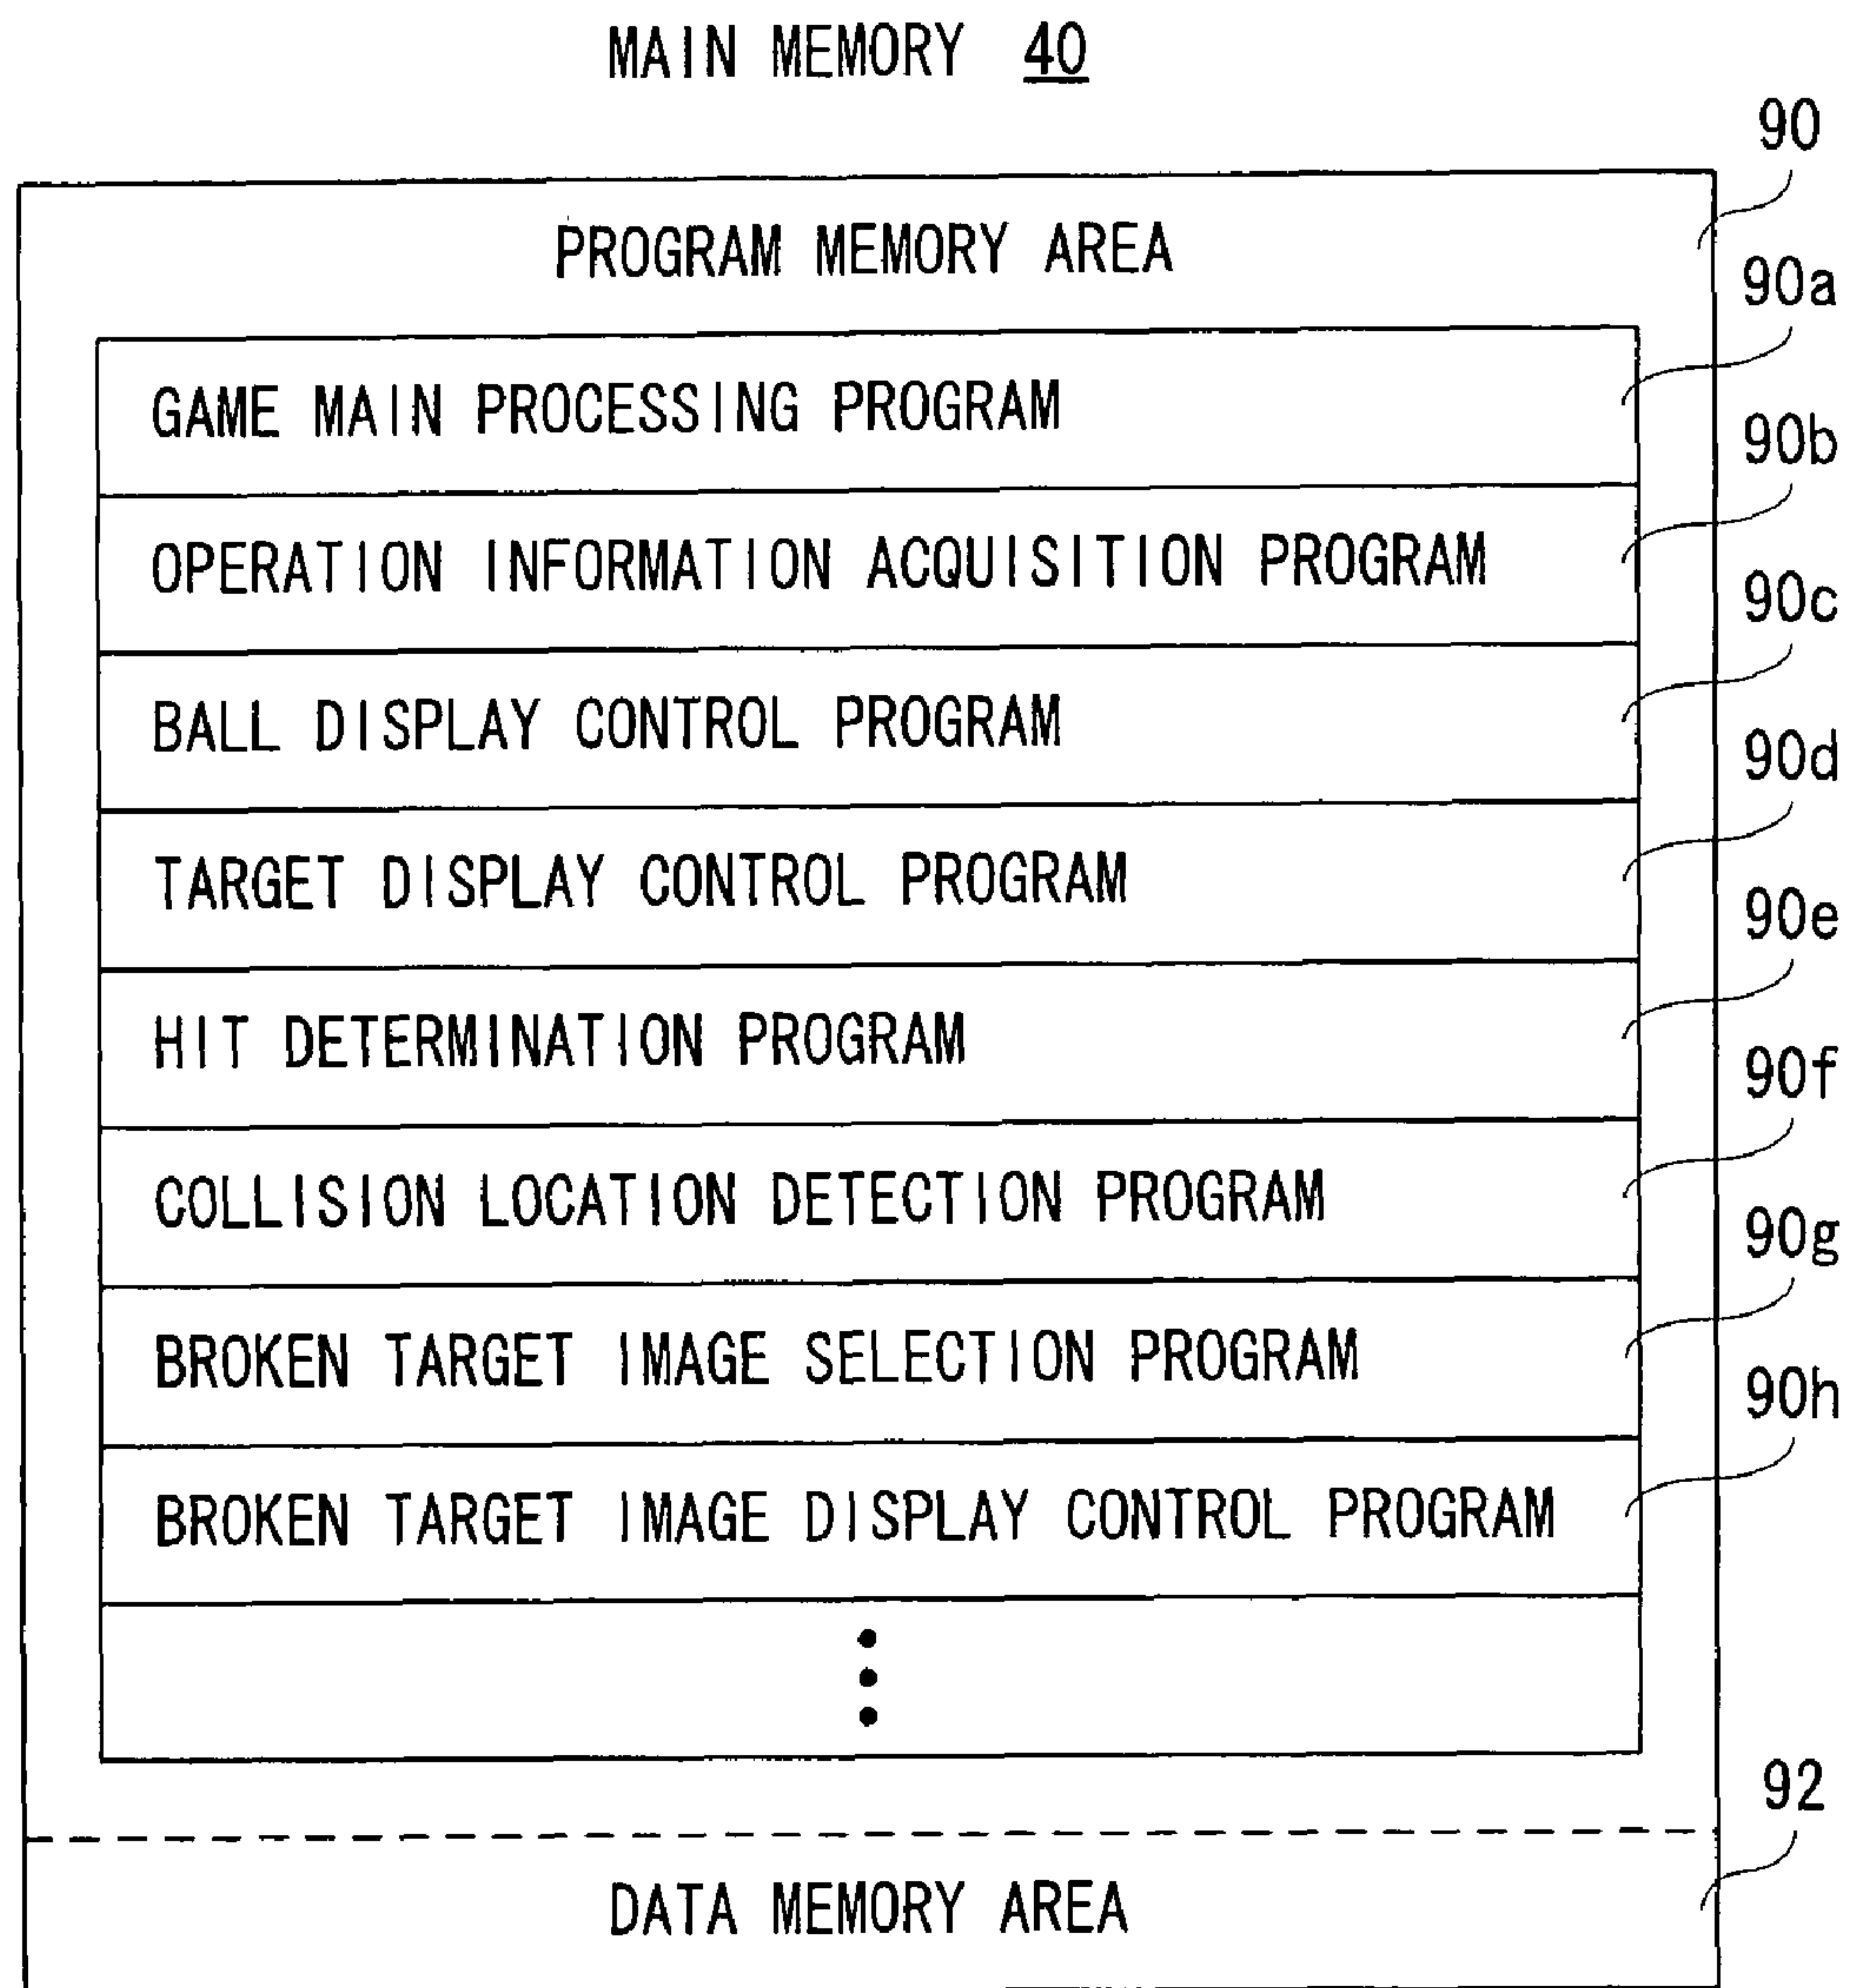 MAIN MEMORY 40
90
PROGRAM MEMORY AREA
90a
GAME MAIN PROCESSING PROGRAM
90b
OPERATION INFORMATION ACQUISITION PROGRAM
90c
BALL DISPLAY CONTROL PROGRAM
90d
TARGET DISPLAY CONTROL PROGRAM
90e
HIT DETERMINATION PROGRAM
90f
COLLISION LOCATION DETECTION PROGRAM
90g
BROKEN TARGET IMAGE SELECTION PROGRAM
90h
BROKEN TARGET IMAGE DISPLAY CONTROL PROGRAM
92
DATA MEMORY AREA